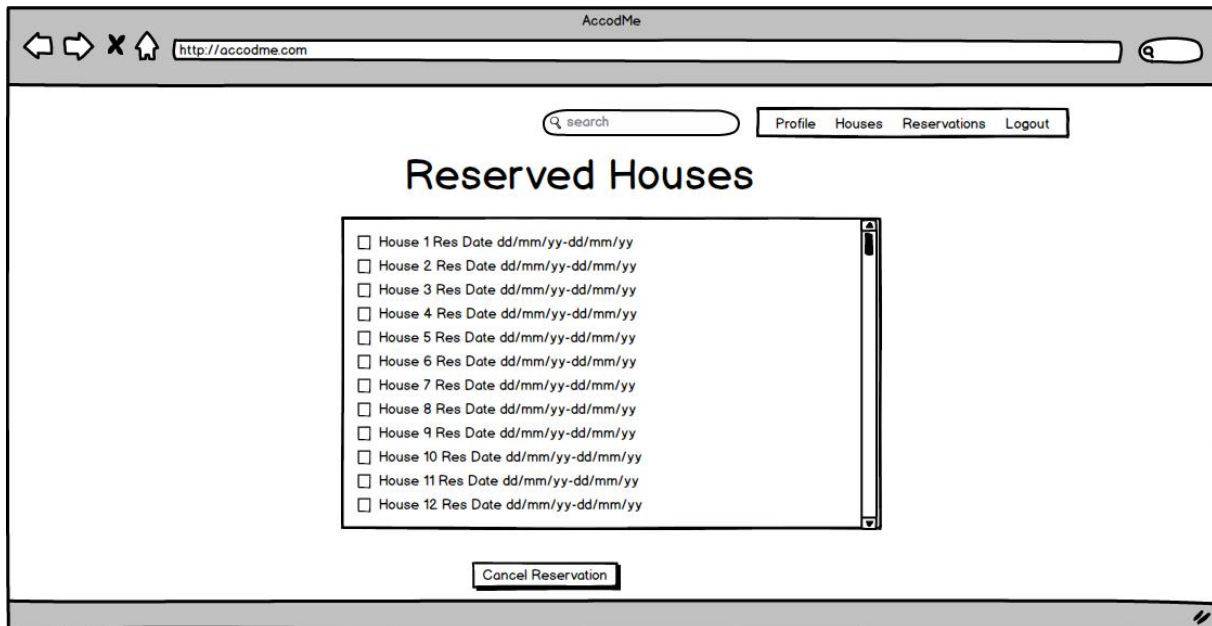 AccodMe
http://accodme.com
search
Profile Houses Reservations Logout
Reserved Houses
House 1 Res Date dd/mm/yy-dd/mm/yy
House 2 Res Date dd/mm/yy-dd/mm/yy
House 3 Res Date dd/mm/yy-dd/mm/yy
House 4 Res Date dd/mm/yy-dd/mm/yy
House 5 Res Date dd/mm/yy-dd/mm/yy
House 6 Res Date dd/mm/yy-dd/mm/yy
House 7 Res Date dd/mm/yy-dd/mm/yy
House 8 Res Date dd/mm/yy-dd/mm/yy
House 9 Res Date dd/mm/yy-dd/mm/yy
House 10 Res Date dd/mm/yy-dd/mm/yy
House 11 Res Date dd/mm/yy-dd/mm/yy
House 12 Res Date dd/mm/yy-dd/mm/yy
Cancel Reservation